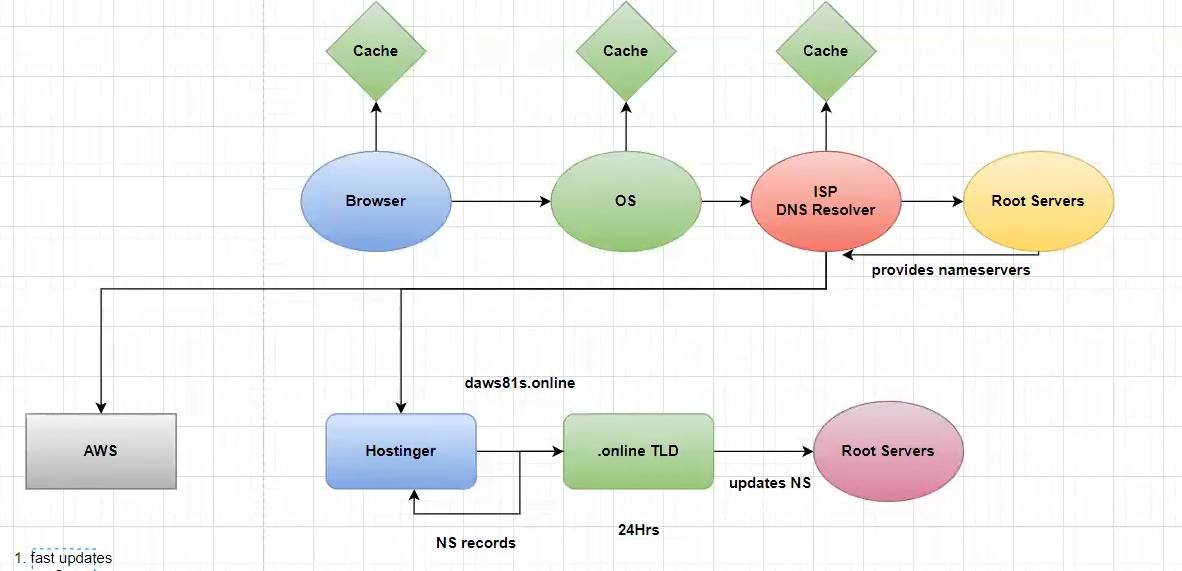 Cache
Cache
Cache
Browser
OS
ISP
DNS Resolver
Root Servers
provides nameservers
daws81s.online
AWS
Hostinger
.online TLD
Root Servers
updates NS
24Hrs
NS records
1. fast updates